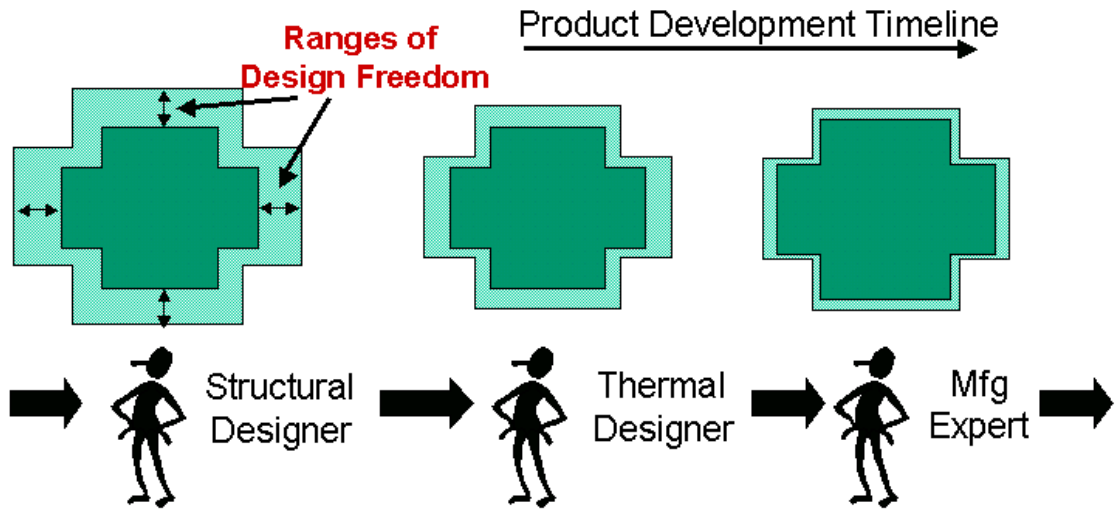 Ranges of
Design Freedom
Product Development Timeline
Structural
Designer
Thermal
Designer
Mfg
Expert